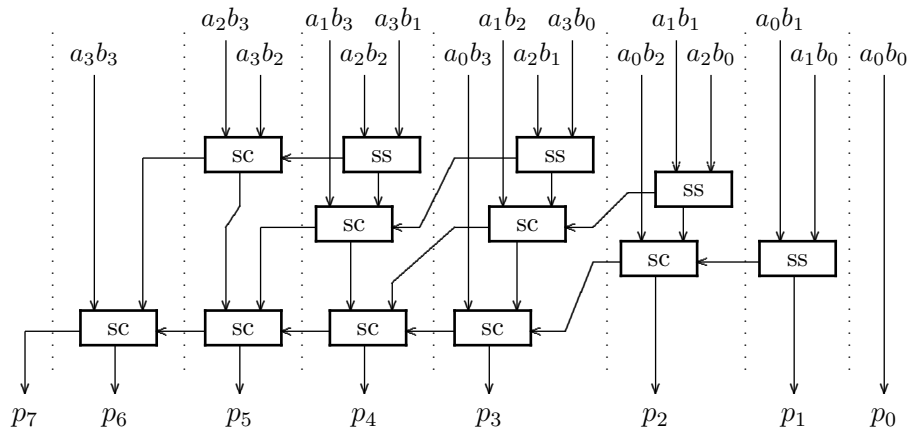 a₂b₃ a₁b₃ a₃b₁ a₁b₂ a₃b₀ a₁b₁ a₀b₁
a₃b₃ a₃b₂ a₂b₂ a₀b₃ a₂b₁ a₀b₂ a₂b₀ a₁b₀ a₀b₀
sc ss ss
ss
sc sc
sc ss
sc sc sc sc
p₇ p₆ p₅ p₄ p₃ p₂ p₁ p₀